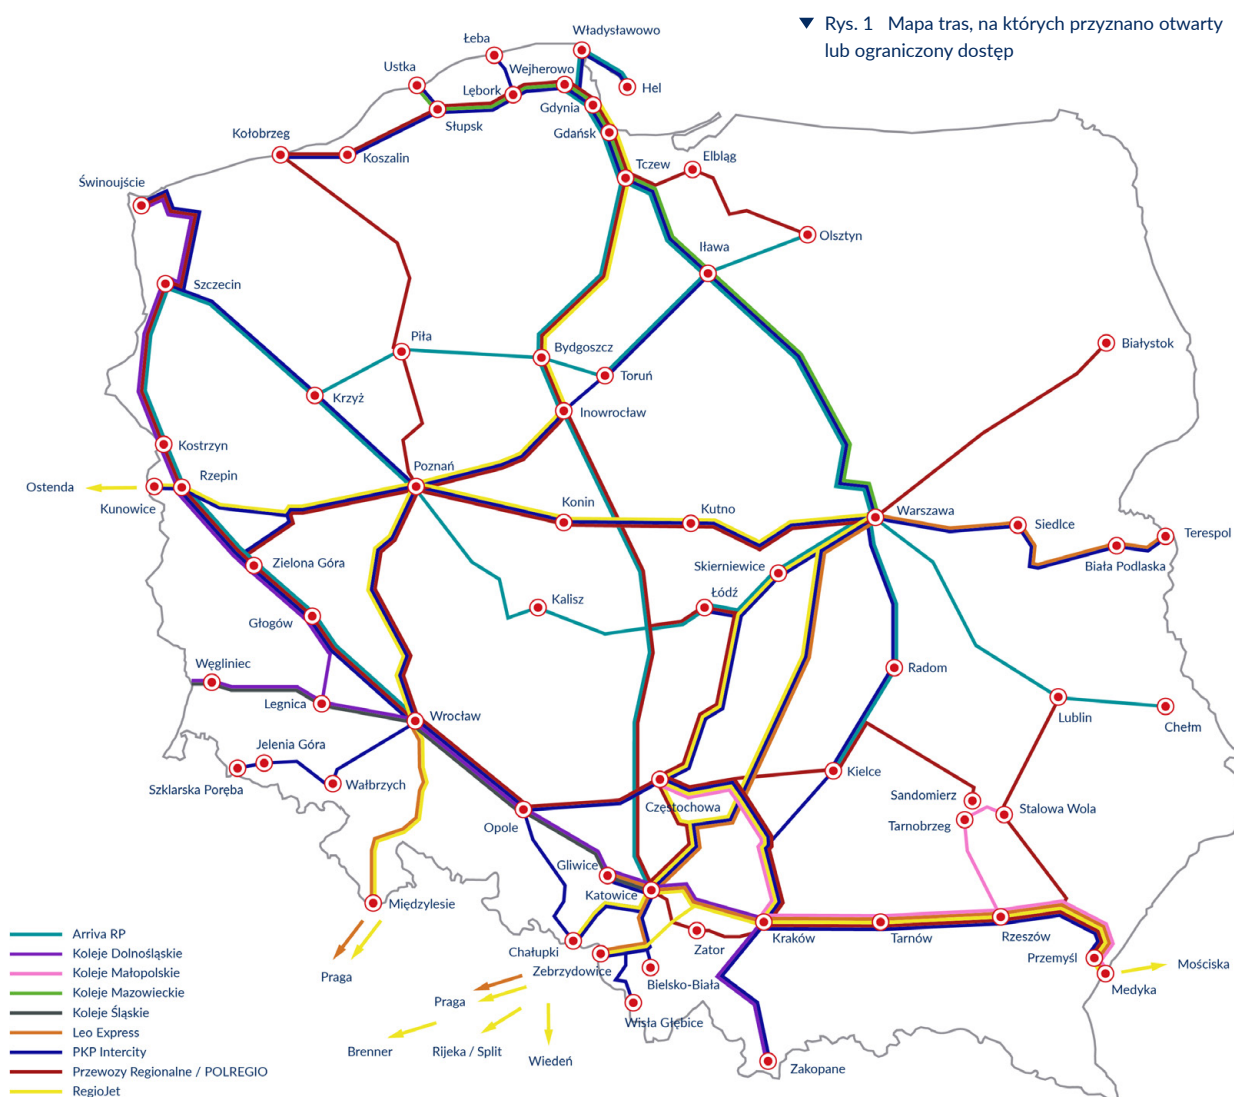 ▼ Rys. 1 Mapa tras, na których przyznano otwarty
lub ograniczony dostęp
Władysławowo
Łeba
Ustka
Wejherowo
Hel
Lębork
Gdynia
Słupsk
Gdańsk
Kołobrzeg
Koszalin
Elbląg
Tczew
Świnoujście
Olsztyn
Iława
Szczecin
Piła
Bydgoszcz
Białystok
Toruń
Krzyż
Inowrocław
Kostrzyn
Poznań
Rzepin
Ostenda
Kunowice
Konin
Kutno
Warszawa
Siedlce
Terespol
Biała Podlaska
Zielona Góra
Skierniewice
Kalisz
Łódź
Głogów
Węgliniec
Radom
Legnica
Wrocław
Lublin
Chełm
Jelenia Góra
Szklarska Poręba
Wałbrzych
Kielce
Sandomierz
Częstochowa
Stalowa Wola
Tarnobrzeg
Opole
Gliwice
Katowice
Międzylesie
Kraków
Tarnów
Rzeszów
Chałupki
Zator
Przemyśl
Mościska
Medyka
Zebrzydowice
Bielsko-Biała
Praga
Praga
Wisła Głębice
Brenner
Rijeka / Split
Wiedeń
Zakopane
Arriva RP
Koleje Dolnośląskie
Koleje Małopolskie
Koleje Mazowieckie
Koleje Śląskie
Leo Express
PKP Intercity
Przewozy Regionalne / POLREGIO
RegioJet